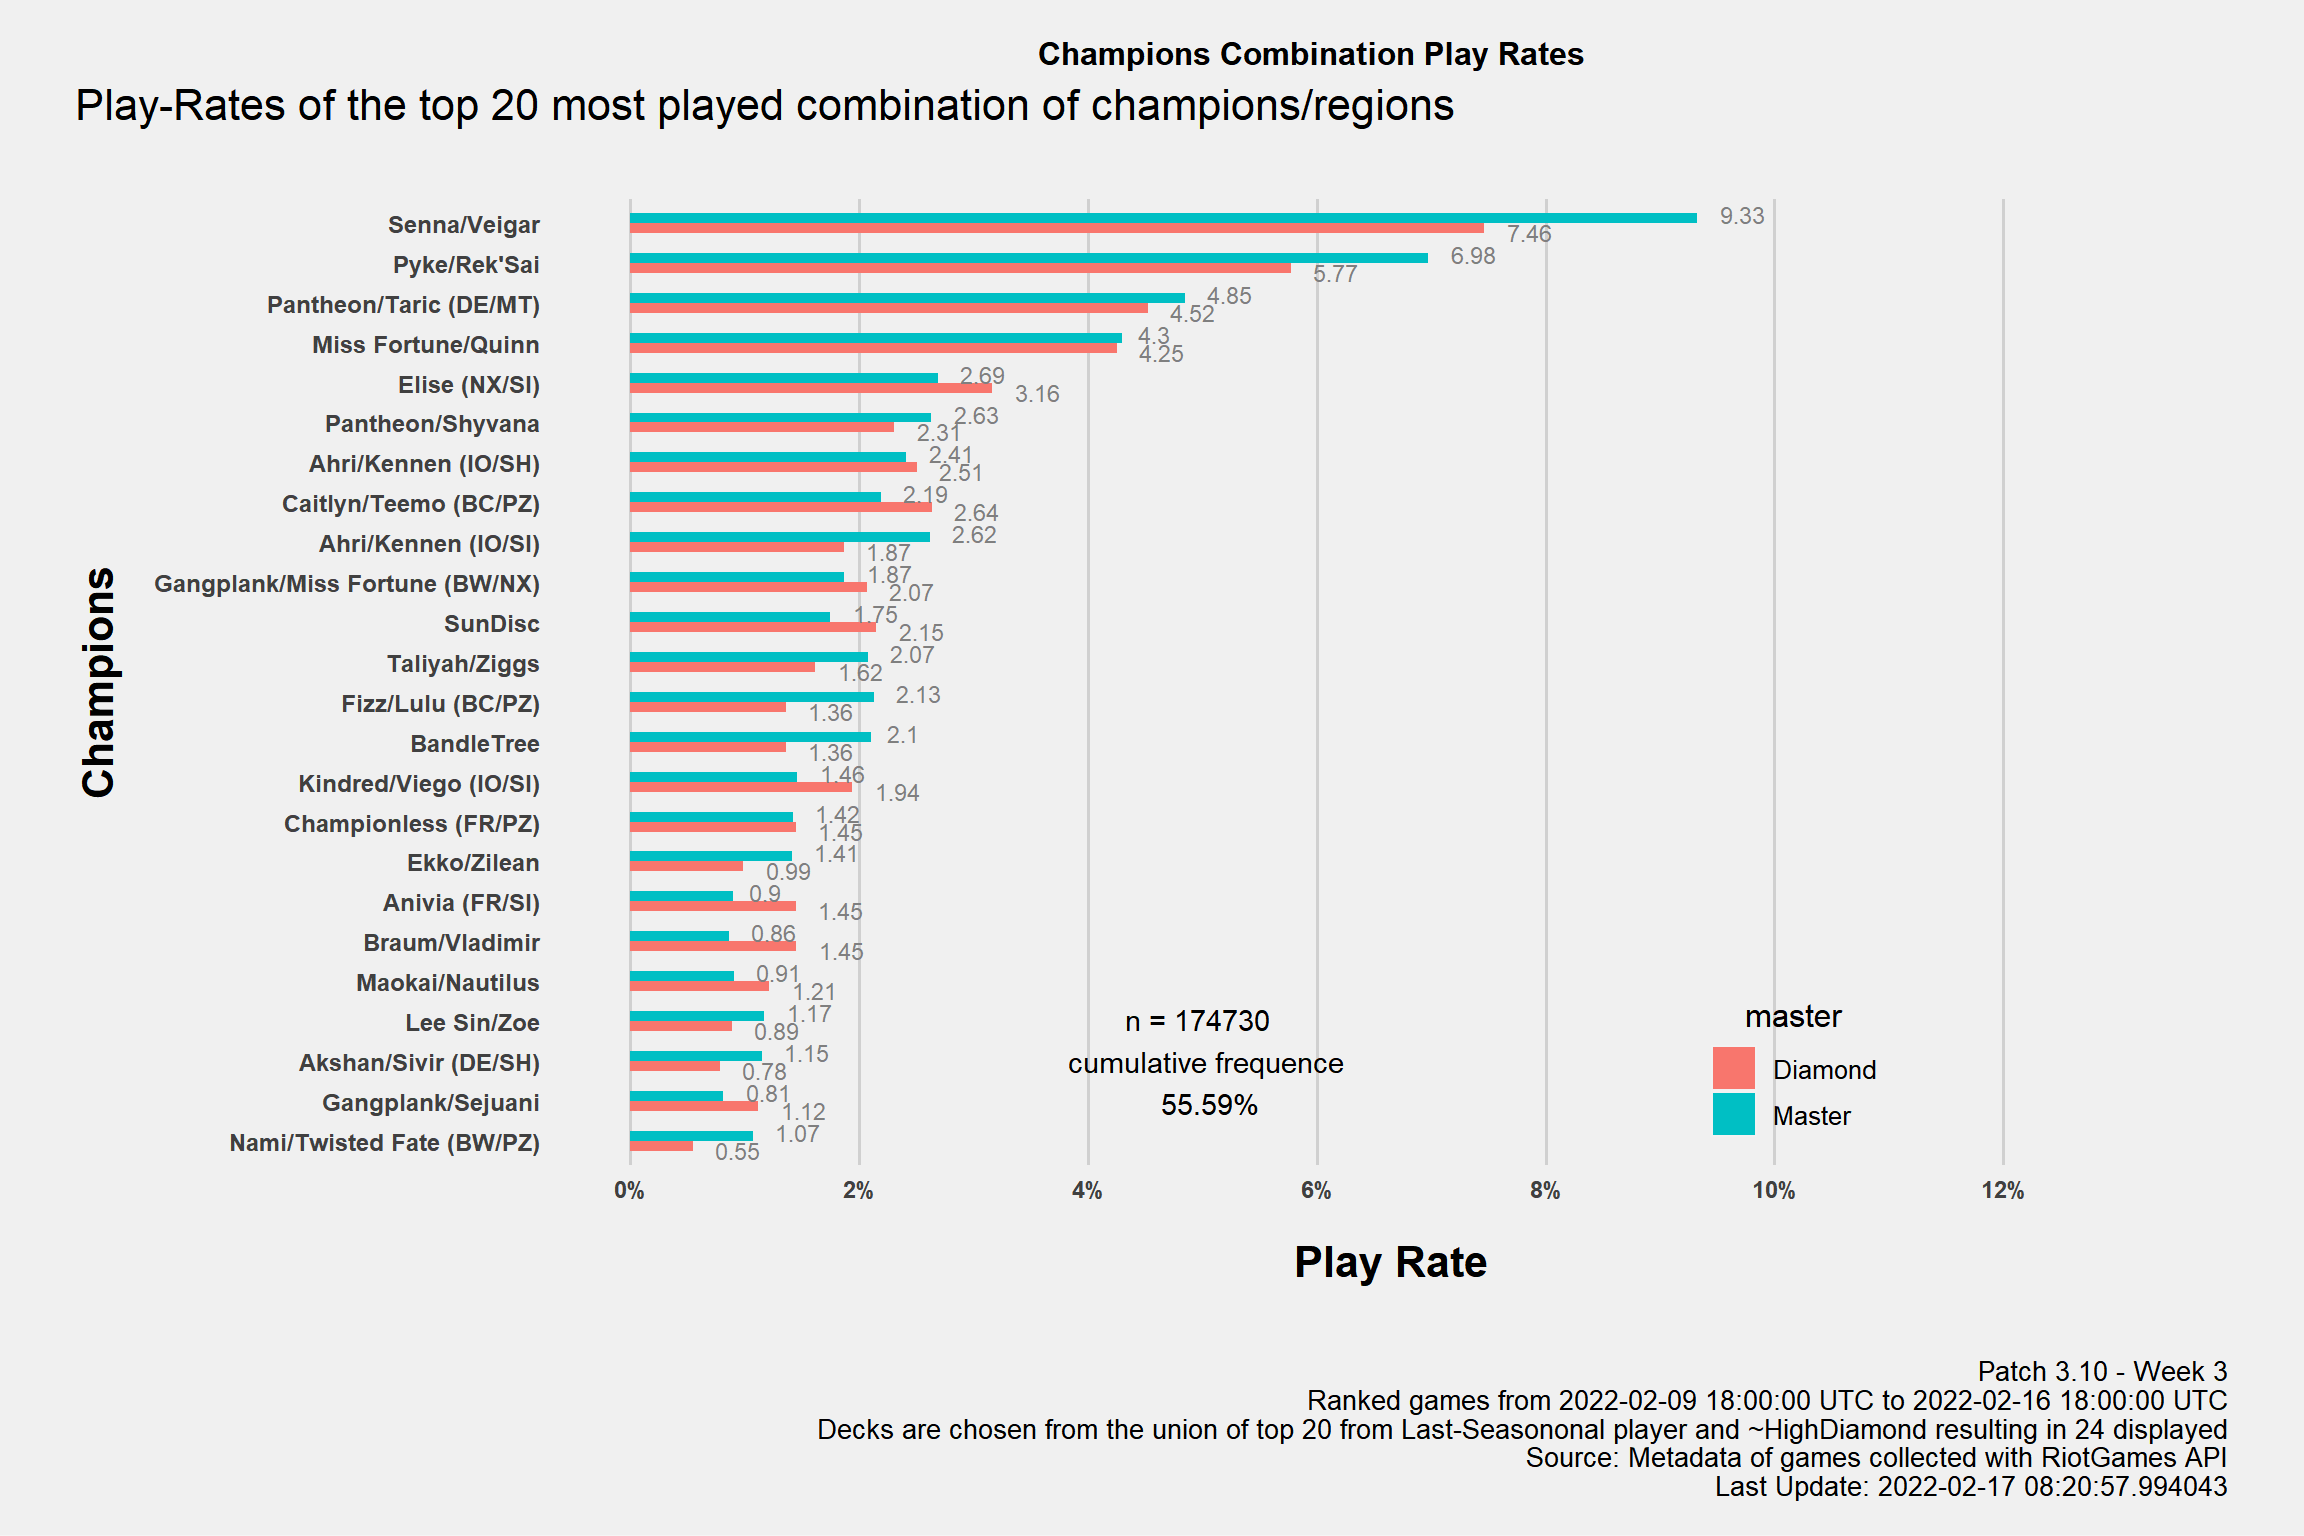 Champions Combination Play Rates
Play-Rates of the top 20 most played combination of champions/regions
Champions
Senna/Veigar
9.33
7.46
Pyke/Rek'Sai
6.98
5.77
Pantheon/Taric (DE/MT)
4.85
4.52
Miss Fortune/Quinn
4.3
4.25
Elise (NX/SI)
2.69
3.16
Pantheon/Shyvana
2.63
2.31
Ahri/Kennen (IO/SH)
2.41
2.51
Caitlyn/Teemo (BC/PZ)
2.19
2.64
Ahri/Kennen (IO/SI)
2.62
1.87
Gangplank/Miss Fortune (BW/NX)
1.87
2.07
SunDisc
1.75
2.15
Taliyah/Ziggs
2.07
1.62
Fizz/Lulu (BC/PZ)
2.13
1.36
BandleTree
2.1
1.36
Kindred/Viego (IO/SI)
1.46
1.94
Championless (FR/PZ)
1.42
1.45
Ekko/Zilean
1.41
0.99
Anivia (FR/SI)
0.9
1.45
Braum/Vladimir
0.86
1.45
Maokai/Nautilus
0.91
1.21
Lee Sin/Zoe
1.17
0.89
Akshan/Sivir (DE/SH)
1.15
0.78
Gangplank/Sejuani
0.81
1.12
Nami/Twisted Fate (BW/PZ)
1.07
0.55
n = 174730
cumulative frequence
55.59%
master
Diamond
Master
0% 2% 4% 6% 8% 10% 12%
Play Rate
Patch 3.10 - Week 3
Ranked games from 2022-02-09 18:00:00 UTC to 2022-02-16 18:00:00 UTC
Decks are chosen from the union of top 20 from Last-Seasononal player and ~HighDiamond resulting in 24 displayed
Source: Metadata of games collected with RiotGames API
Last Update: 2022-02-17 08:20:57.994043